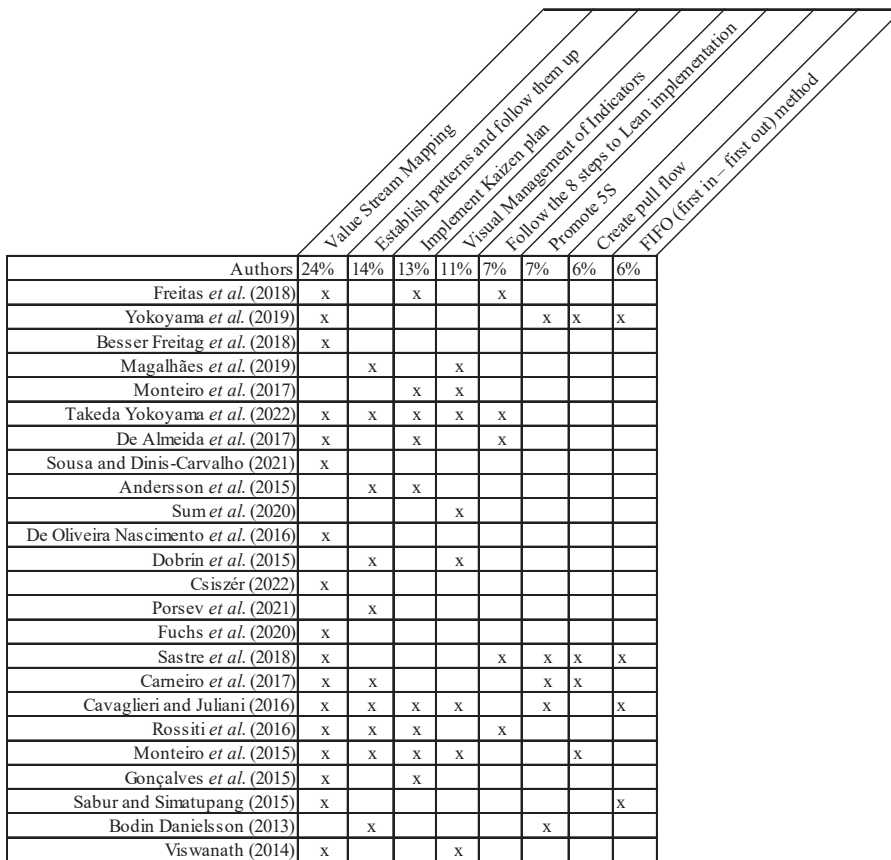 Value Stream Mapping
Establish patterns and follow them up
Implement Kaizen plan
Visual Management of Indicators
Follow the 8 steps to Lean implementation
Promote 5S
Create pull flow
FIFO (first in – first out) method
Authors 24% 14% 13% 11% 7% 7% 6% 6%
Freitas et al. (2018) x x x
Yokoyama et al. (2019) x x x x
Besser Freitag et al. (2018) x
Magalhães et al. (2019) x x
Monteiro et al. (2017) x x
Takeda Yokoyama et al. (2022) x x x x x
De Almeida et al. (2017) x x x
Sousa and Dinis-Carvalho (2021) x
Andersson et al. (2015) x x
Sum et al. (2020) x
De Oliveira Nascimento et al. (2016) x
Dobrin et al. (2015) x x
Csiszér (2022) x
Porsev et al. (2021) x
Fuchs et al. (2020) x
Sastre et al. (2018) x x x x x
Carneiro et al. (2017) x x x x
Cavaglieri and Juliani (2016) x x x x x x
Rossiti et al. (2016) x x x x
Monteiro et al. (2015) x x x x x
Gonçalves et al. (2015) x x
Sabur and Simatupang (2015) x x
Bodin Danielsson (2013) x x
Viswanath (2014) x x